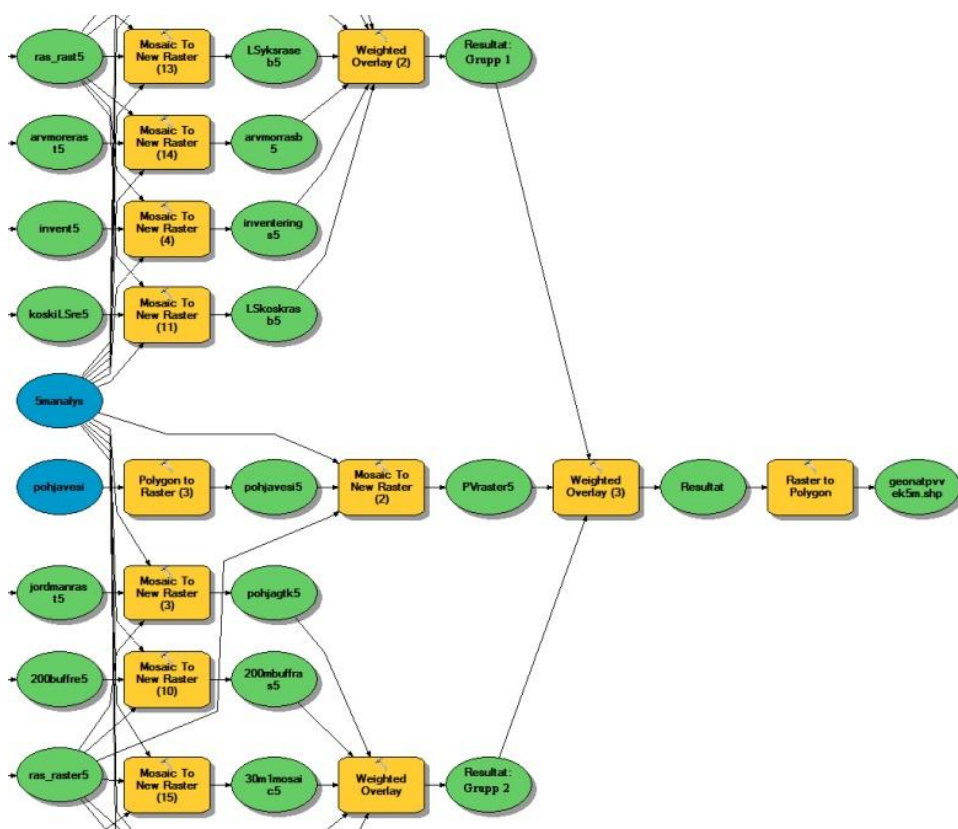 ras_rast5
Mosaic To
New Raster
(13)
LSyksrase
b5
Weighted
Overlay (2)
Resultat:
Grupp 1
arvmoreras
t5
Mosaic To
New Raster
(14)
arvmorrasb
5
invent5
Mosaic To
New Raster
(4)
inventering
s5
koskiLSre5
Mosaic To
New Raster
(11)
LSkoskras
b5
5manalys
pohjavesi
Polygon to
Raster (3)
pohjavesi5
Mosaic To
New Raster
(2)
PVraster5
Weighted
Overlay (3)
Resultat
Raster to
Polygon
geonatpvv
ek5m.shp
jordmanras
t5
Mosaic To
New Raster
(3)
pohjagtk5
200buffre5
Mosaic To
New Raster
(10)
200mbuffra
s5
ras_raster5
Mosaic To
New Raster
(15)
30m1mosai
c5
Weighted
Overlay
Resultat:
Grupp 2